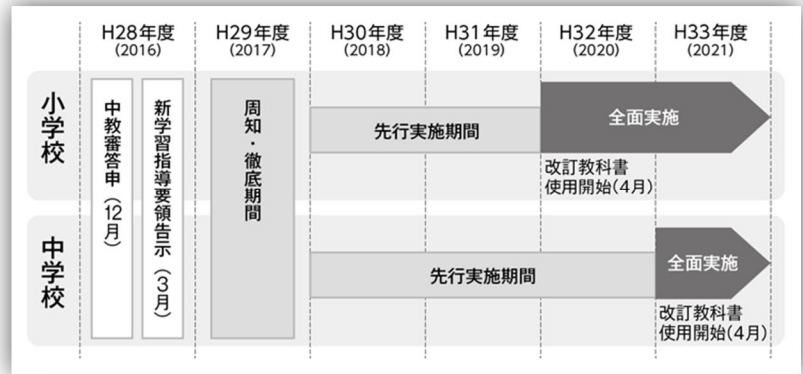 H28年度 H29年度 H30年度 H31年度 H32年度 H33年度
(2016) (2017) (2018) (2019) (2020) (2021)
小学校
中教審答申(12月)
新学習指導要領告示(3月)
周知・徹底期間
先行実施期間
全面実施
改訂教科書
使用開始(4月)
中学校
先行実施期間
全面実施
改訂教科書
使用開始(4月)